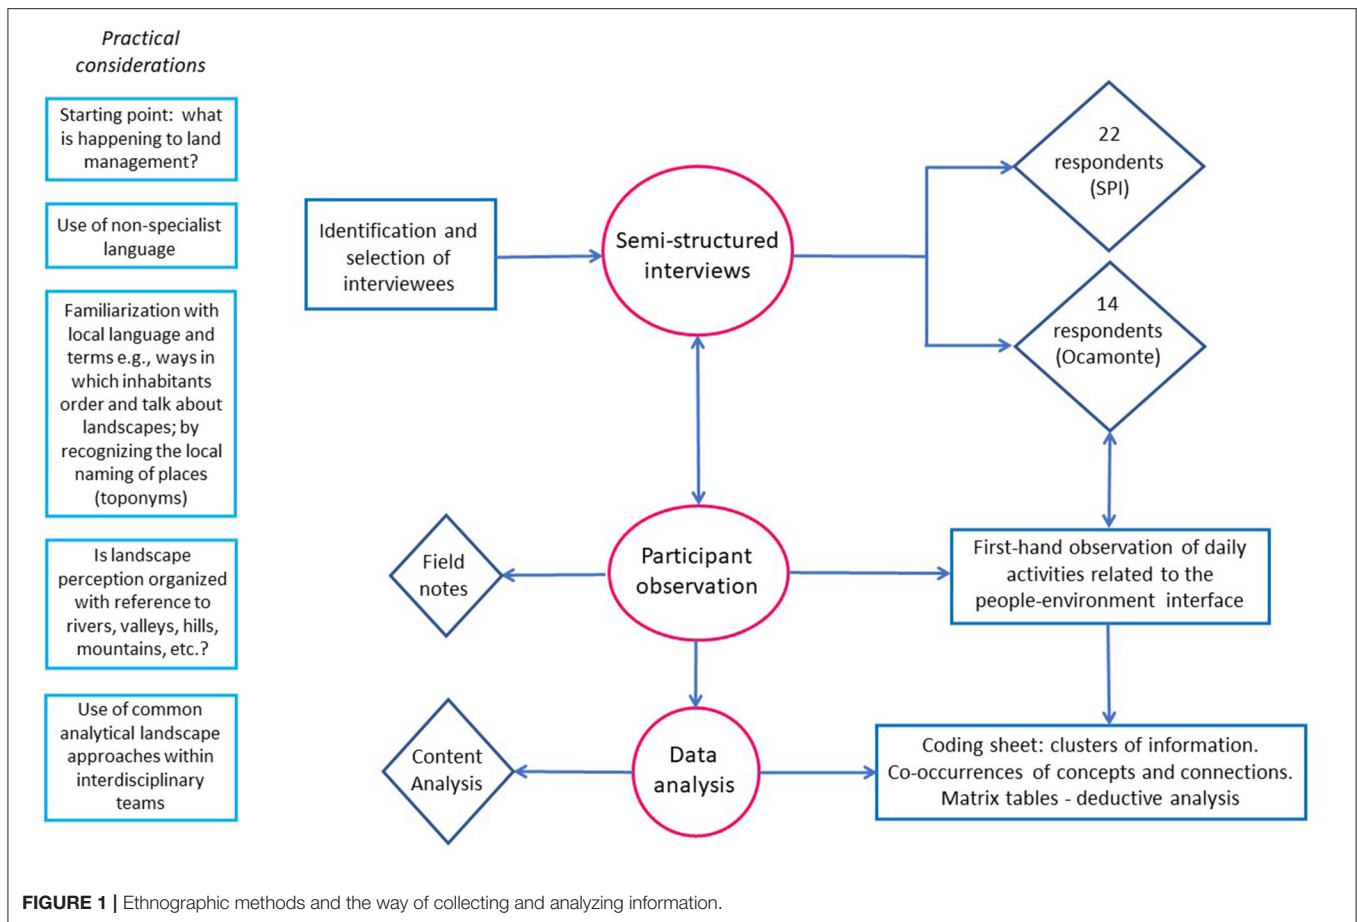 Practical
considerations
Starting point: what
is happening to land
management?
Use of non-specialist
language
Familiarization with
local language and
terms e.g., ways in
which inhabitants
order and talk about
landscapes; by
recognizing the local
naming of places
(toponyms)
Is landscape
perception organized
with reference to
rivers, valleys, hills,
mountains, etc.?
Use of common
analytical landscape
approaches within
interdisciplinary
teams
Identification and
selection of
interviewees
Semi-structured
interviews
22
respondents
(SPI)
14
respondents
(Ocamonte)
Field
notes
Participant
observation
First-hand observation of daily
activities related to the
people-environment interface
Content
Analysis
Data
analysis
Coding sheet: clusters of information.
Co-occurrences of concepts and connections.
Matrix tables - deductive analysis
FIGURE 1 | Ethnographic methods and the way of collecting and analyzing information.